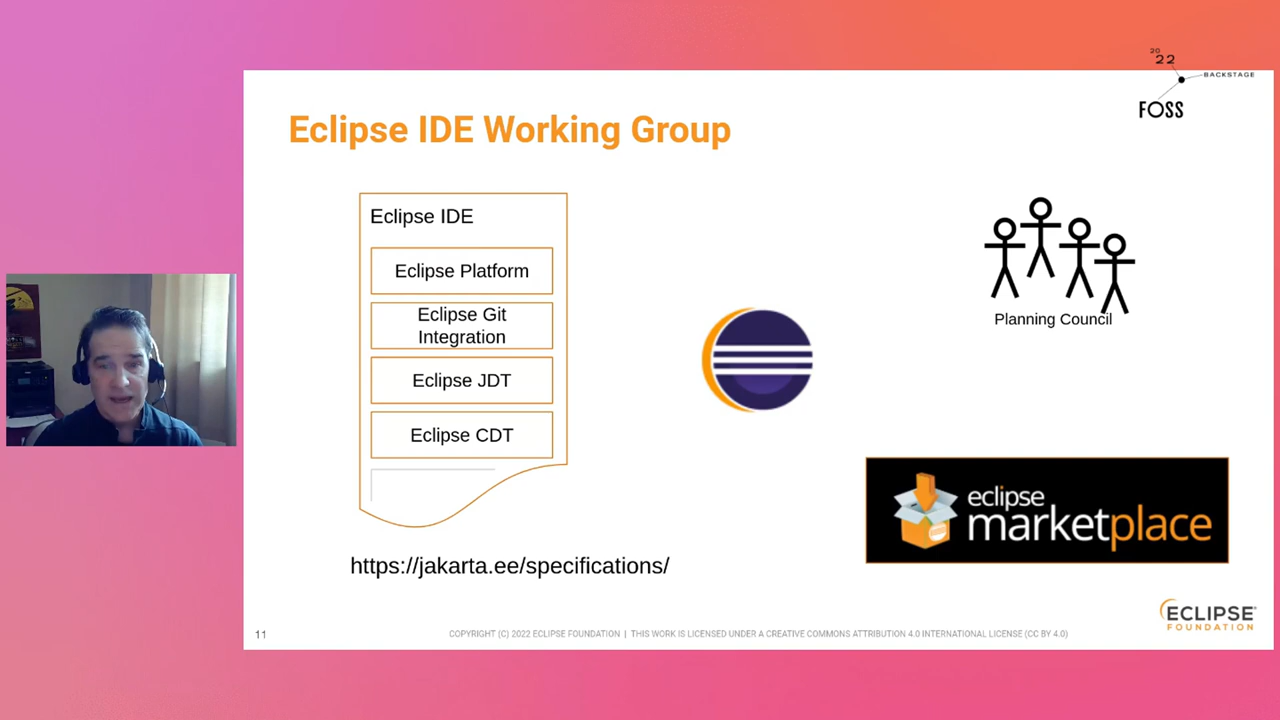 20
22
BACKSTAGE
FOSS
Eclipse IDE Working Group
Eclipse IDE
Eclipse Platform
Eclipse Git
Integration
Eclipse JDT
Eclipse CDT
Planning Council
eclipse
marketplace
https://jakarta.ee/specifications/
ECLIPSE
FOUNDATION
11
COPYRIGHT (C) 2022 ECLIPSE FOUNDATION | THIS WORK IS LICENSED UNDER A CREATIVE COMMONS ATTRIBUTION 4.0 INTERNATIONAL LICENSE (CC BY 4.0)